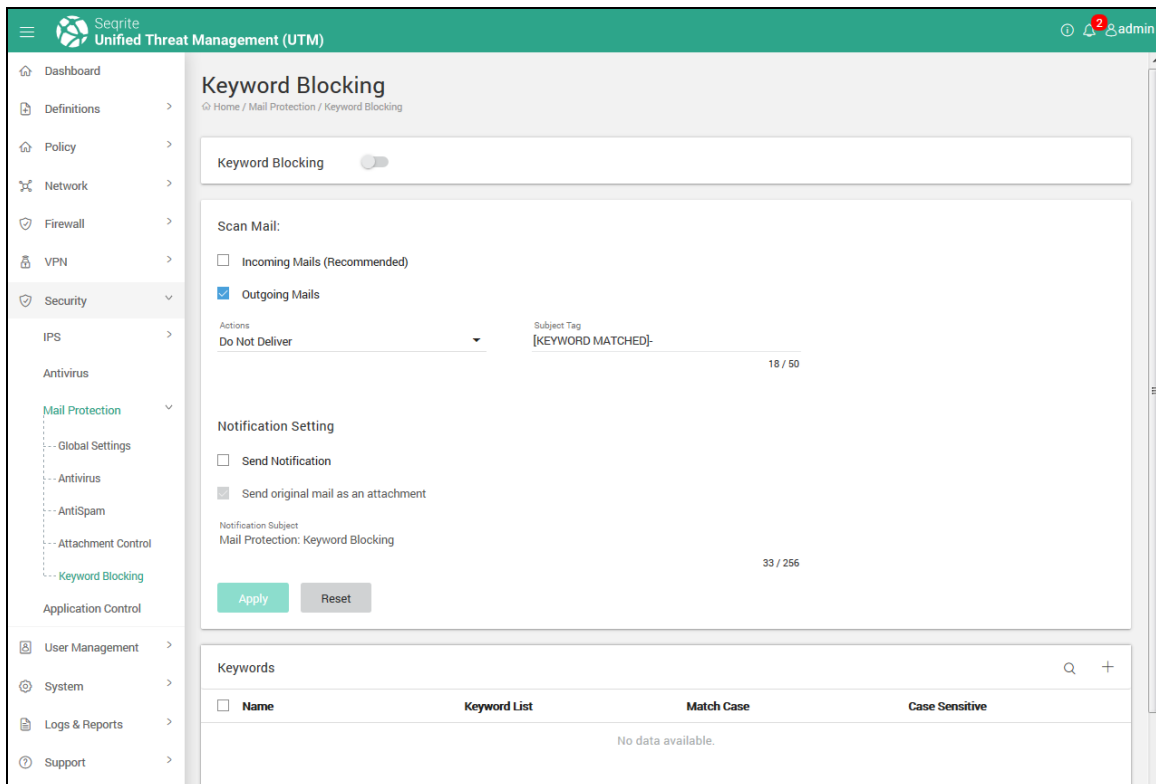 Seqrite
Unified Threat Management (UTM)
2
admin
Dashboard
Definitions
Policy
Network
Firewall
VPN
Security
IPS
Antivirus
Mail Protection
Global Settings
Antivirus
AntiSpam
Attachment Control
Keyword Blocking
Application Control
User Management
System
Logs & Reports
Support
Keyword Blocking
Home / Mail Protection / Keyword Blocking
Keyword Blocking
Scan Mail:
Incoming Mails (Recommended)
Outgoing Mails
Actions
Do Not Deliver
Subject Tag
[KEYWORD MATCHED]-
18 / 50
Notification Setting
Send Notification
Send original mail as an attachment
Notification Subject
Mail Protection: Keyword Blocking
33 / 256
Apply Reset
Keywords
Name Keyword List Match Case Case Sensitive
No data available.